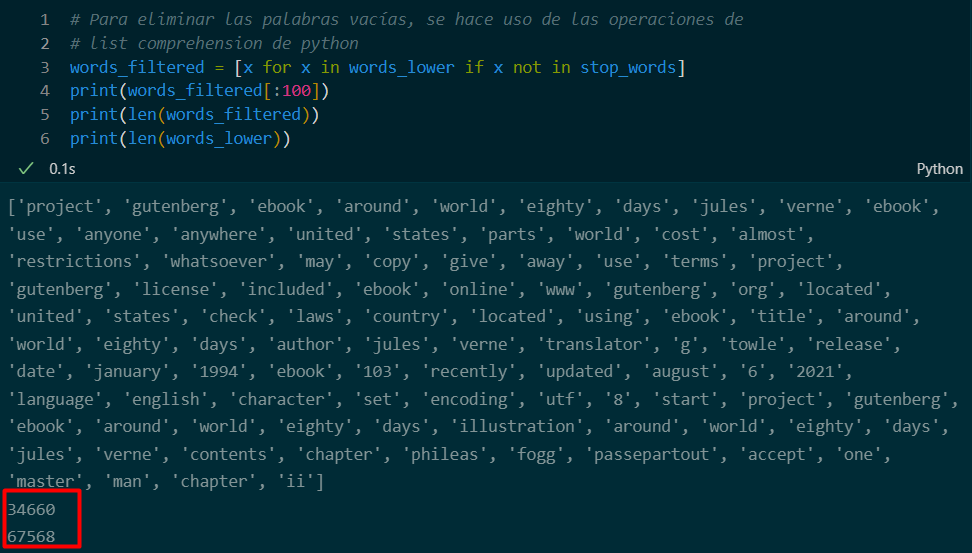 1 # Para eliminar las palabras vacías, se hace uso de las operaciones de
2 # list comprehension de python
3 words_filtered = [x for x in words_lower if x not in stop_words]
4 print(words_filtered[:100])
5 print(len(words_filtered))
6 print(len(words_lower))
0.1s Python
['project', 'gutenberg', 'ebook', 'around', 'world', 'eighty', 'days', 'jules', 'verne', 'ebook',
'use', 'anyone', 'anywhere', 'united', 'states', 'parts', 'world', 'cost', 'almost',
'restrictions', 'whatsoever', 'may', 'copy', 'give', 'away', 'use', 'terms', 'project',
'gutenberg', 'license', 'included', 'ebook', 'online', 'www', 'gutenberg', 'org', 'located',
'united', 'states', 'check', 'laws', 'country', 'located', 'using', 'ebook', 'title', 'around',
'world', 'eighty', 'days', 'author', 'jules', 'verne', 'translator', 'g', 'towle', 'release',
'date', 'january', '1994', 'ebook', '103', 'recently', 'updated', 'august', '6', '2021',
'language', 'english', 'character', 'set', 'encoding', 'utf', '8', 'start', 'project', 'gutenberg',
'ebook', 'around', 'world', 'eighty', 'days', 'illustration', 'around', 'world', 'eighty', 'days',
'jules', 'verne', 'contents', 'chapter', 'phileas', 'fogg', 'passepartout', 'accept', 'one',
'master', 'man', 'chapter', 'ii']
34660
67568